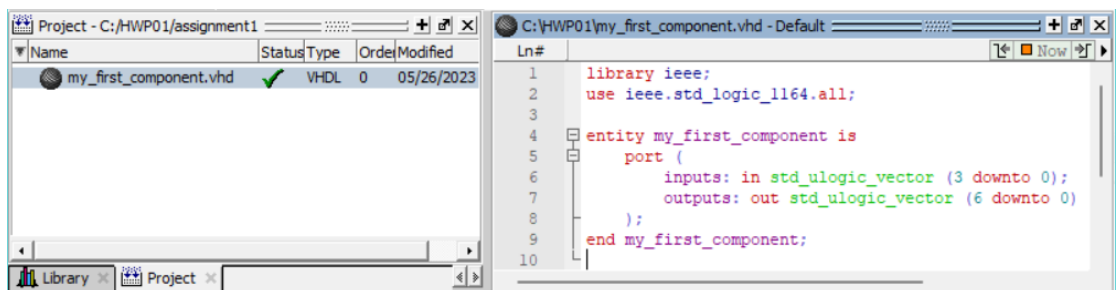 Project - C:/HWP01/assignment1
Name Status Type Order Modified
my_first_component.vhd VHDL 0 05/26/2023
Library Project
C:\HWP01\my_first_component.vhd - Default
Ln# Now
1 library ieee;
2 use ieee.std_logic_1164.all;
3
4 entity my_first_component is
5 port (
6 inputs: in std_ulogic_vector (3 downto 0);
7 outputs: out std_ulogic_vector (6 downto 0)
8 );
9 end my_first_component;
10